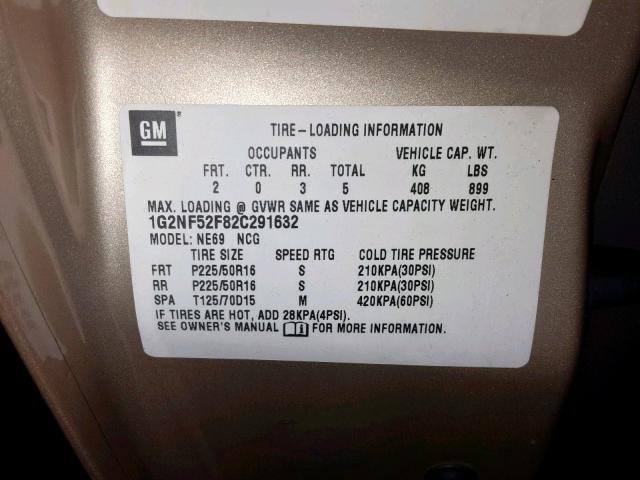 GM ®
TIRE-LOADING INFORMATION
OCCUPANTS VEHICLE CAP. WT.
FRT. CTR. RR. TOTAL KG LBS
2 0 3 5 408 899
MAX. LOADING @ GVWR SAME AS VEHICLE CAPACITY WEIGHT.
1G2NF52F82C291632
MODEL: NE69 NCG
TIRE SIZE SPEED RTG COLD TIRE PRESSURE
FRT P225/50R16 S 210KPA(30PSI)
RR P225/50R16 S 210KPA(30PSI)
SPA T125/70D15 M 420KPA(60PSI)
IF TIRES ARE HOT, ADD 28KPA(4PSI).
SEE OWNER'S MANUAL FOR MORE INFORMATION.